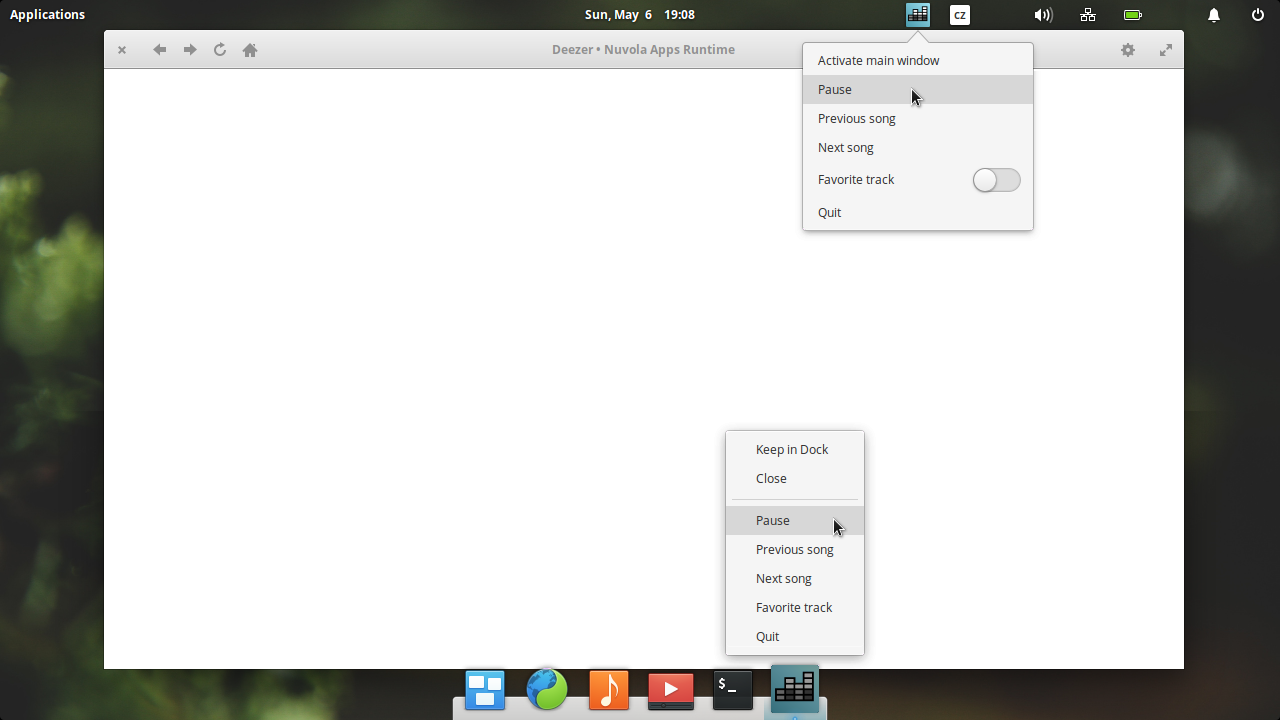 Applications
Sun, May 6 19:08
cz
Deezer • Nuvola Apps Runtime
Activate main window
Pause
Previous song
Next song
Favorite track
Quit
Keep in Dock
Close
Pause
Previous song
Next song
Favorite track
Quit
$_